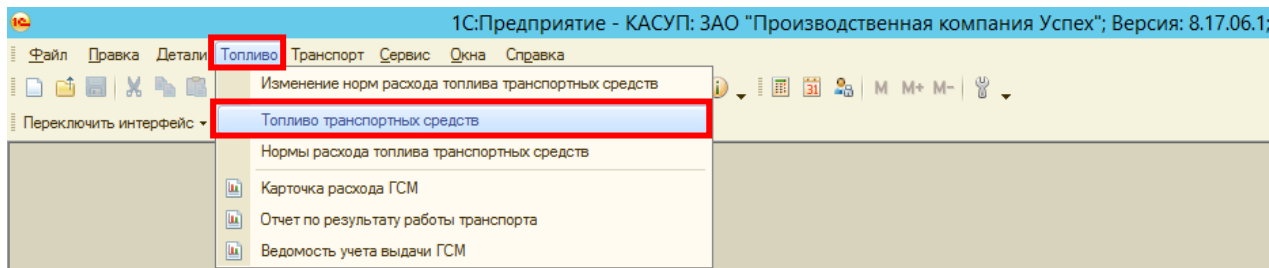 1С:Предприятие - КАСУП: ЗАО "Производственная компания Успех"; Версия: 8.17.06.1;
Файл Правка Детали Топливо Транспорт Сервис Окна Справка
Изменение норм расхода топлива транспортных средств
31 M M+ M-
Переключить интерфейс
Топливо транспортных средств
Нормы расхода топлива транспортных средств
Карточка расхода ГСМ
Отчет по результату работы транспорта
Ведомость учета выдачи ГСМ